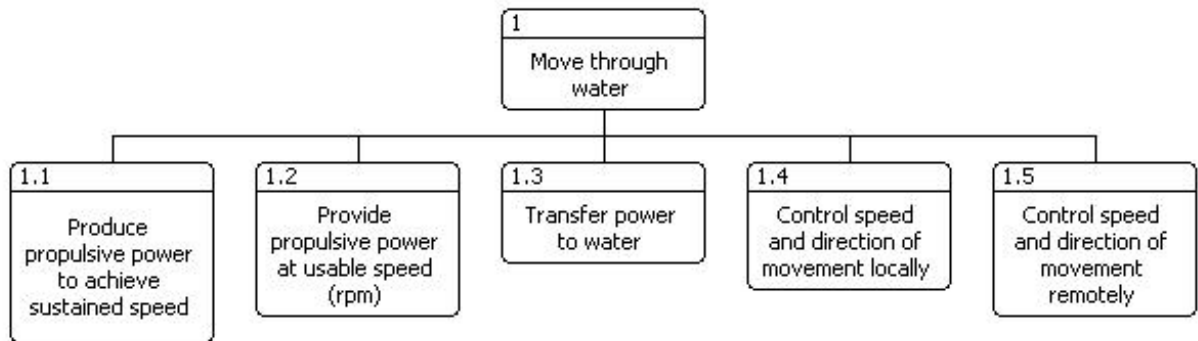 1
Move through
water
1.1
Produce
propulsive power
to achieve
sustained speed
1.2
Provide
propulsive power
at usable speed
(rpm)
1.3
Transfer power
to water
1.4
Control speed
and direction of
movement locally
1.5
Control speed
and direction of
movement
remotely